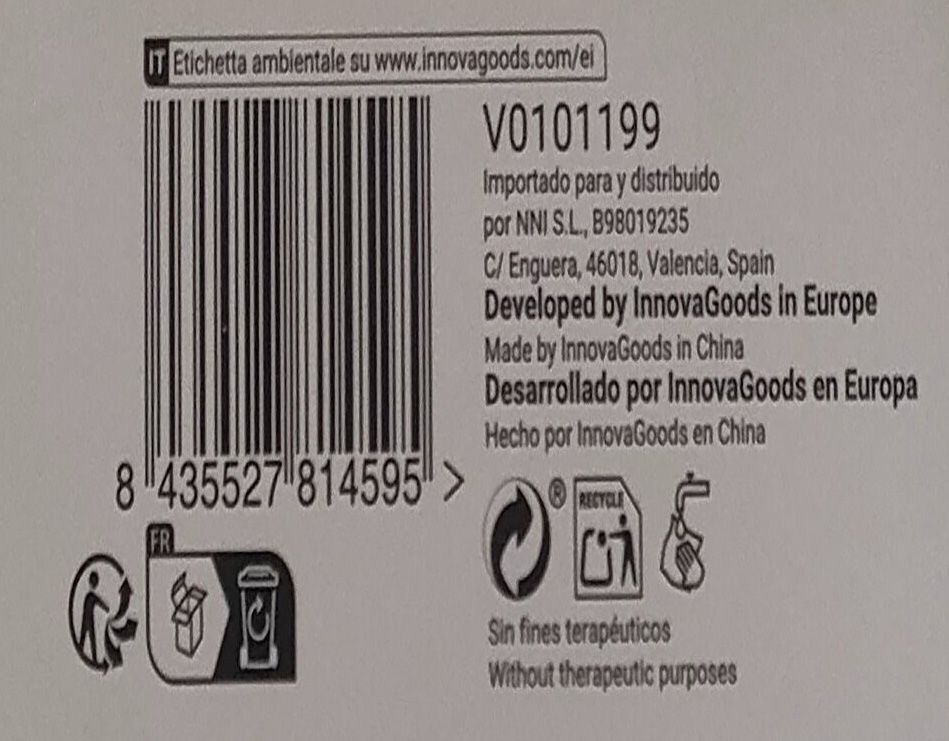 IT Etichetta ambientale su www.innovagoods.com/ei
V0101199
Importado para y distribuido
por NNI S.L., B98019235
C/ Enguera, 46018, Valencia, Spain
Developed by InnovaGoods in Europe
Made by InnovaGoods in China
Desarrollado por InnovaGoods en Europa
Hecho por InnovaGoods en China
8 435527 814595 >
FR
® RECYCLE
Sin fines terapéuticos
Without therapeutic purposes